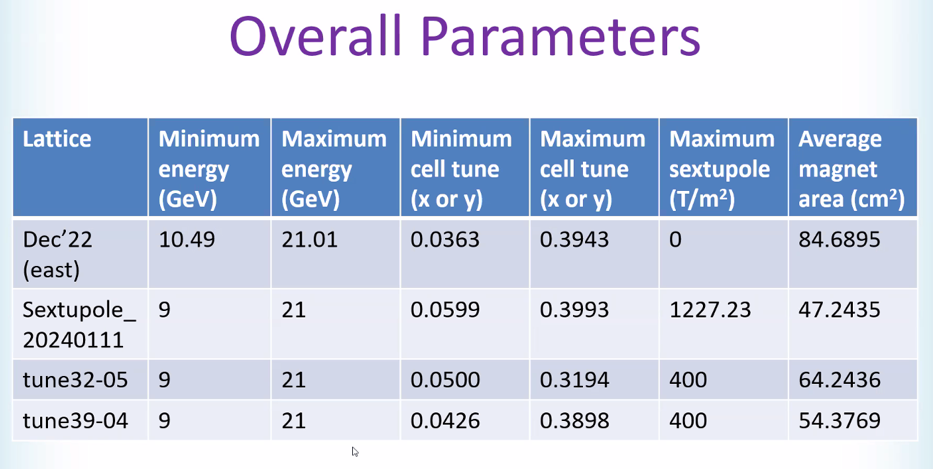 Overall Parameters
Lattice
Minimum
energy
(GeV)
Maximum
energy
(GeV)
Minimum
cell tune
(x or y)
Maximum
cell tune
(x or y)
Maximum
sextupole
(T/m²)
Average
magnet
area (cm²)
Dec’22
(east)
10.49
21.01
0.0363
0.3943
0
84.6895
Sextupole_
20240111
9
21
0.0599
0.3993
1227.23
47.2435
tune32-05
9
21
0.0500
0.3194
400
64.2436
tune39-04
9
21
0.0426
0.3898
400
54.3769